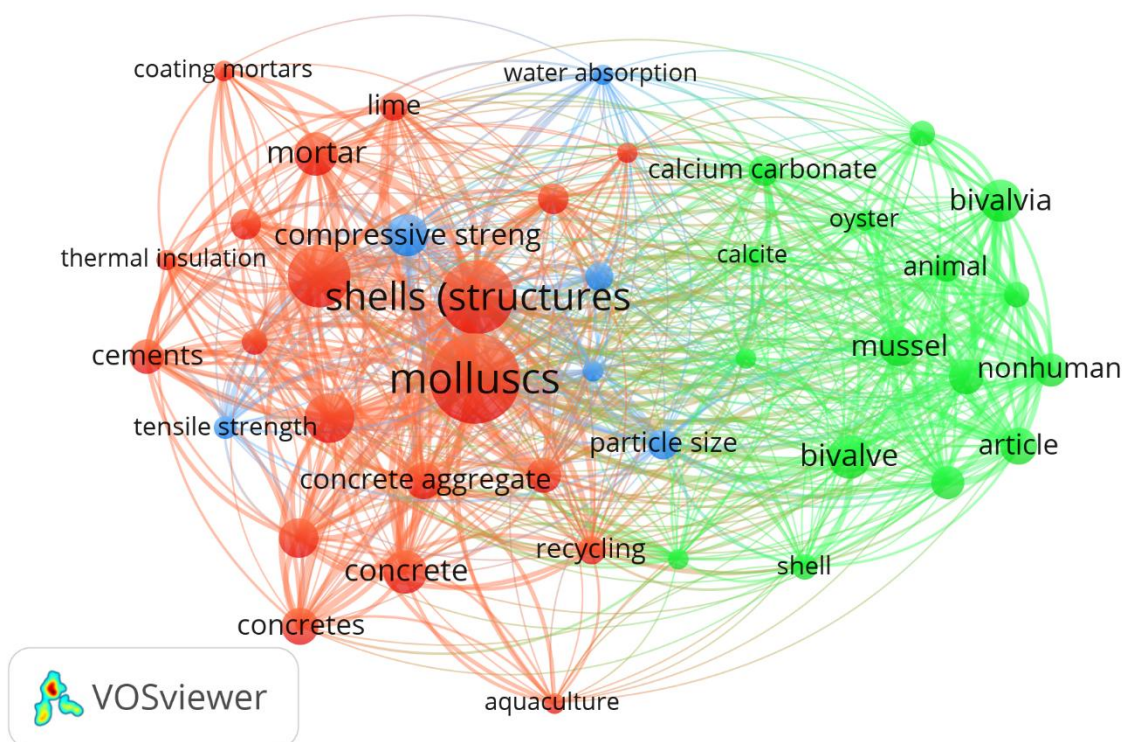 coating mortars
water absorption
lime
mortar
calcium carbonate
bivalvia
oyster
compressive streng
calcite
thermal insulation
animal
shells (structures
mussel
cements
nonhuman
molluscs
tensile strength
particle size
article
bivalve
concrete aggregate
recycling
shell
concrete
concretes
VOSviewer
aquaculture